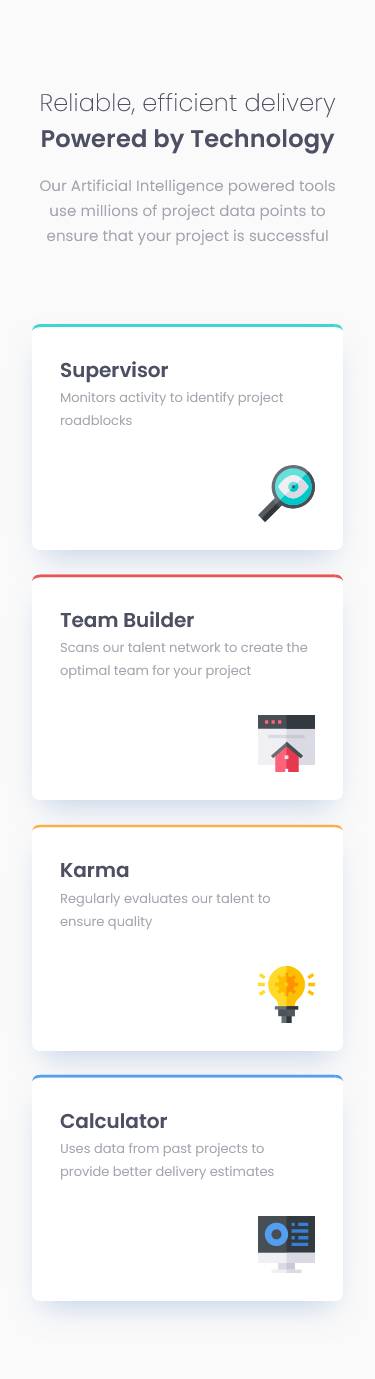 Reliable, efficient delivery
Powered by Technology
Our Artificial Intelligence powered tools
use millions of project data points to
ensure that your project is successful
Supervisor
Monitors activity to identify project
roadblocks
Team Builder
Scans our talent network to create the
optimal team for your project
Karma
Regularly evaluates our talent to
ensure quality
Calculator
Uses data from past projects to
provide better delivery estimates